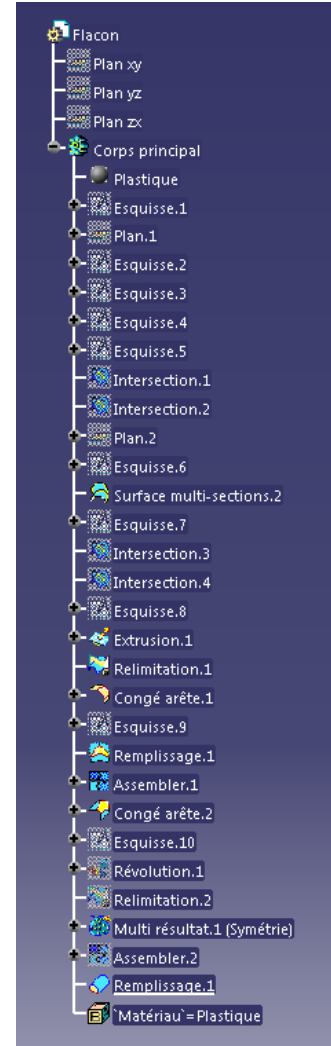 Flacon
Plan xy
Plan yz
Plan zx
Corps principal
Plastique
Esquisse.1
Plan.1
Esquisse.2
Esquisse.3
Esquisse.4
Esquisse.5
Intersection.1
Intersection.2
Plan.2
Esquisse.6
Surface multi-sections.2
Esquisse.7
Intersection.3
Intersection.4
Esquisse.8
Extrusion.1
Relimitation.1
Congé arête.1
Esquisse.9
Remplissage.1
Assembler.1
Congé arête.2
Esquisse.10
Révolution.1
Relimitation.2
Multi résultat.1 (Symétrie)
Assembler.2
Remplissage.1
`Matériau`=Plastique